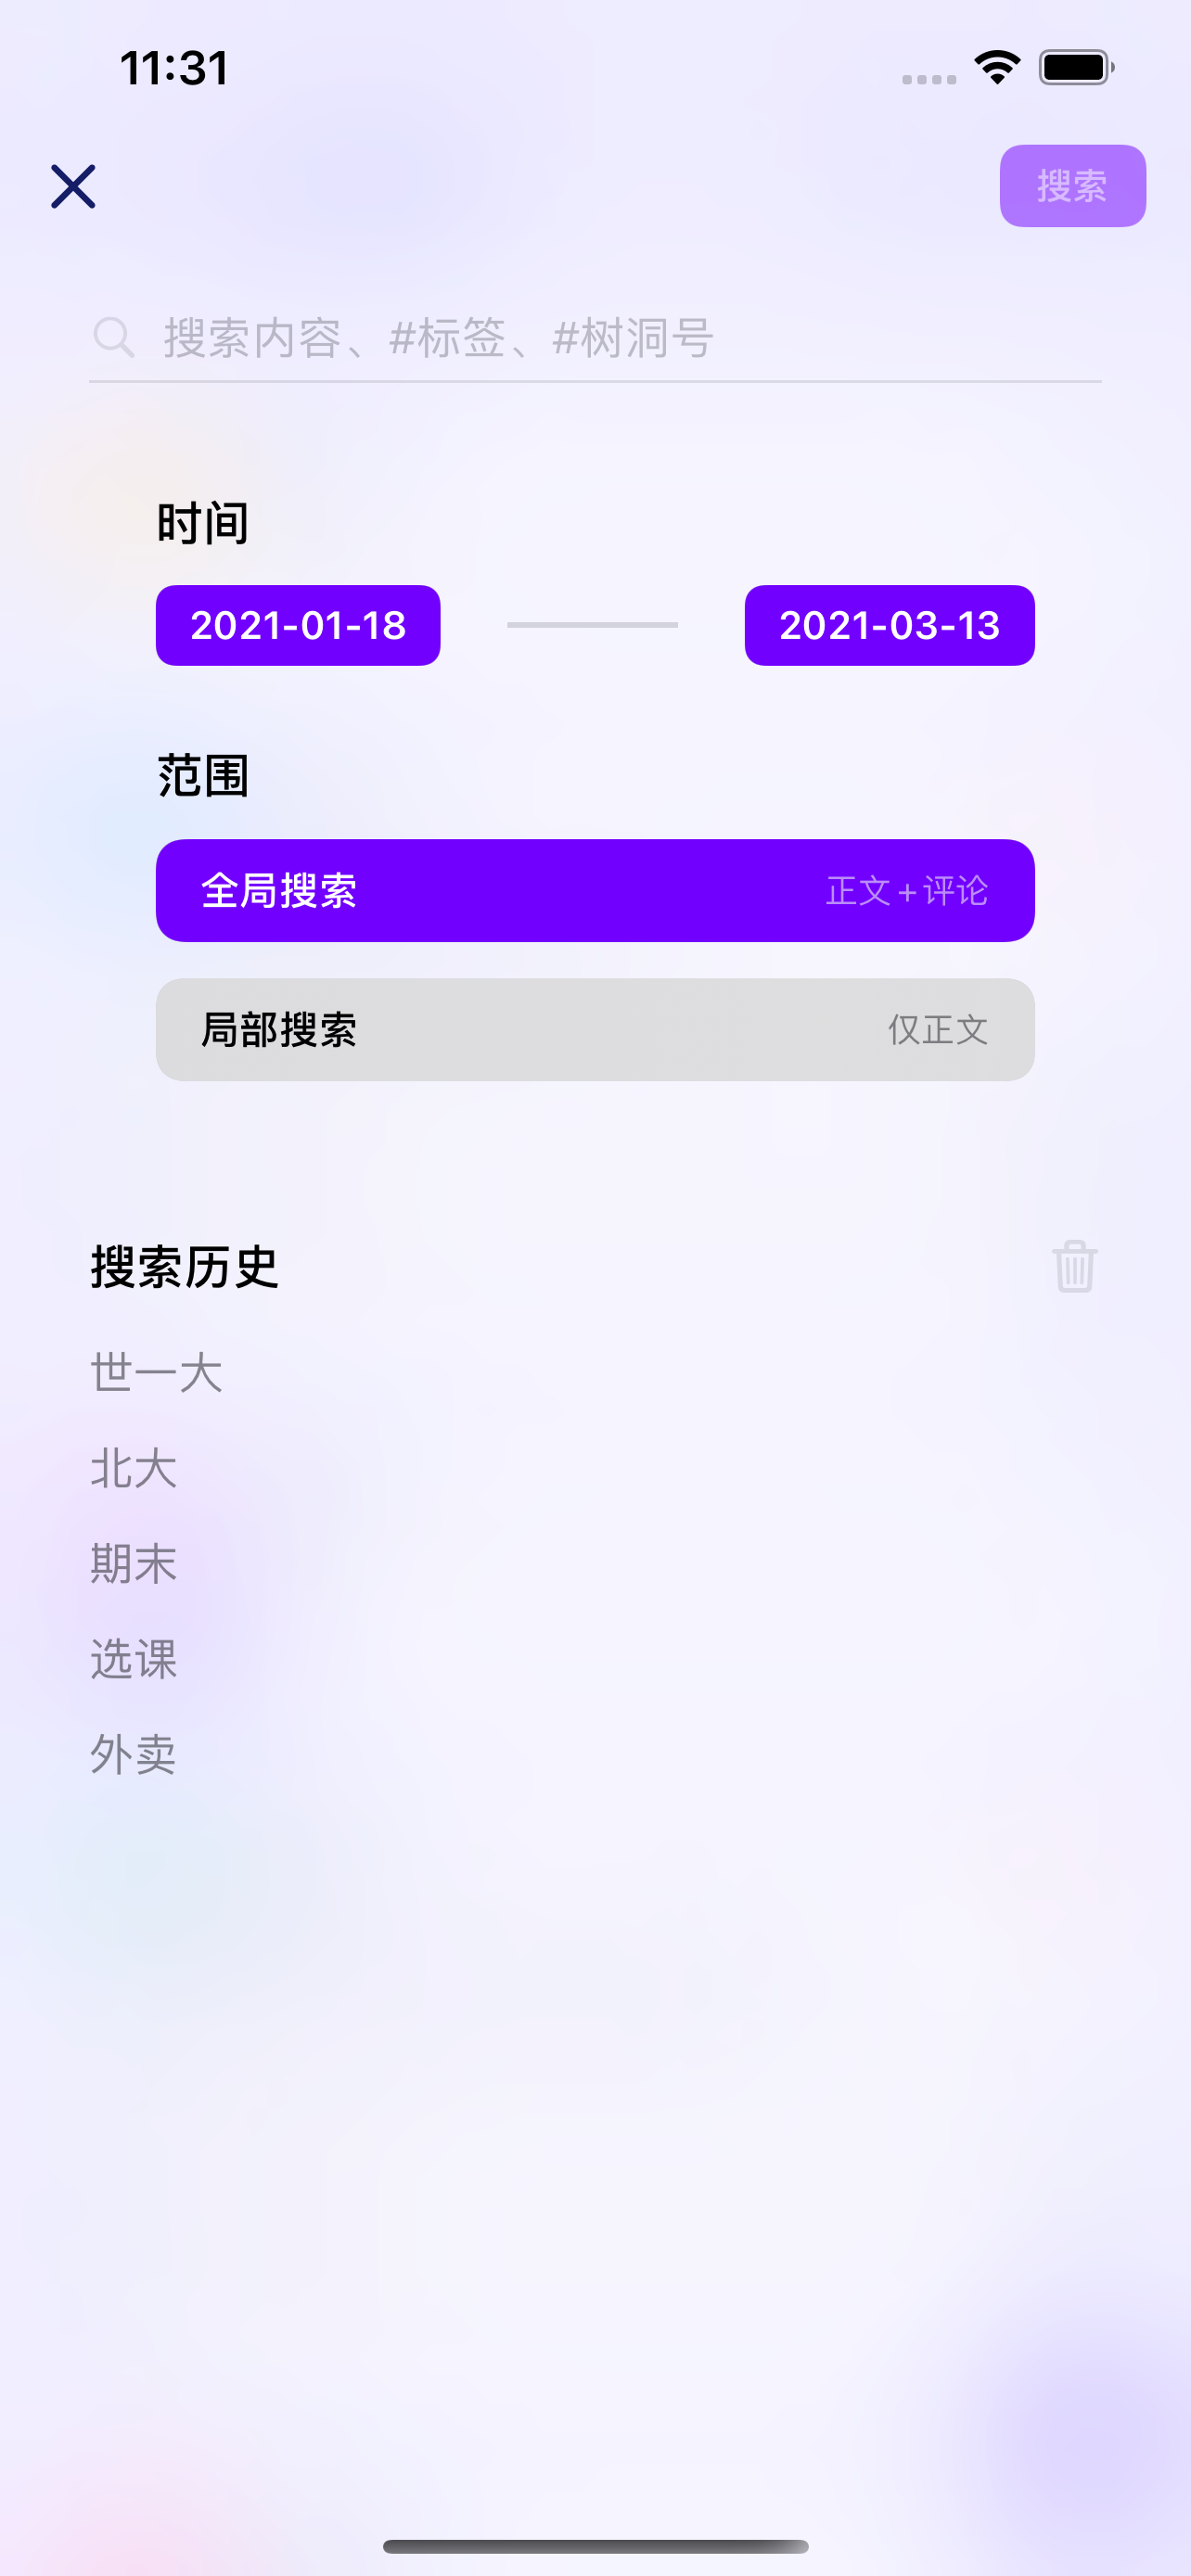 11:31
搜索
搜索内容、#标签、#树洞号
时间
2021-01-18 2021-03-13
范围
全局搜索 正文+评论
局部搜索 仅正文
搜索历史
世一大
北大
期末
选课
外卖